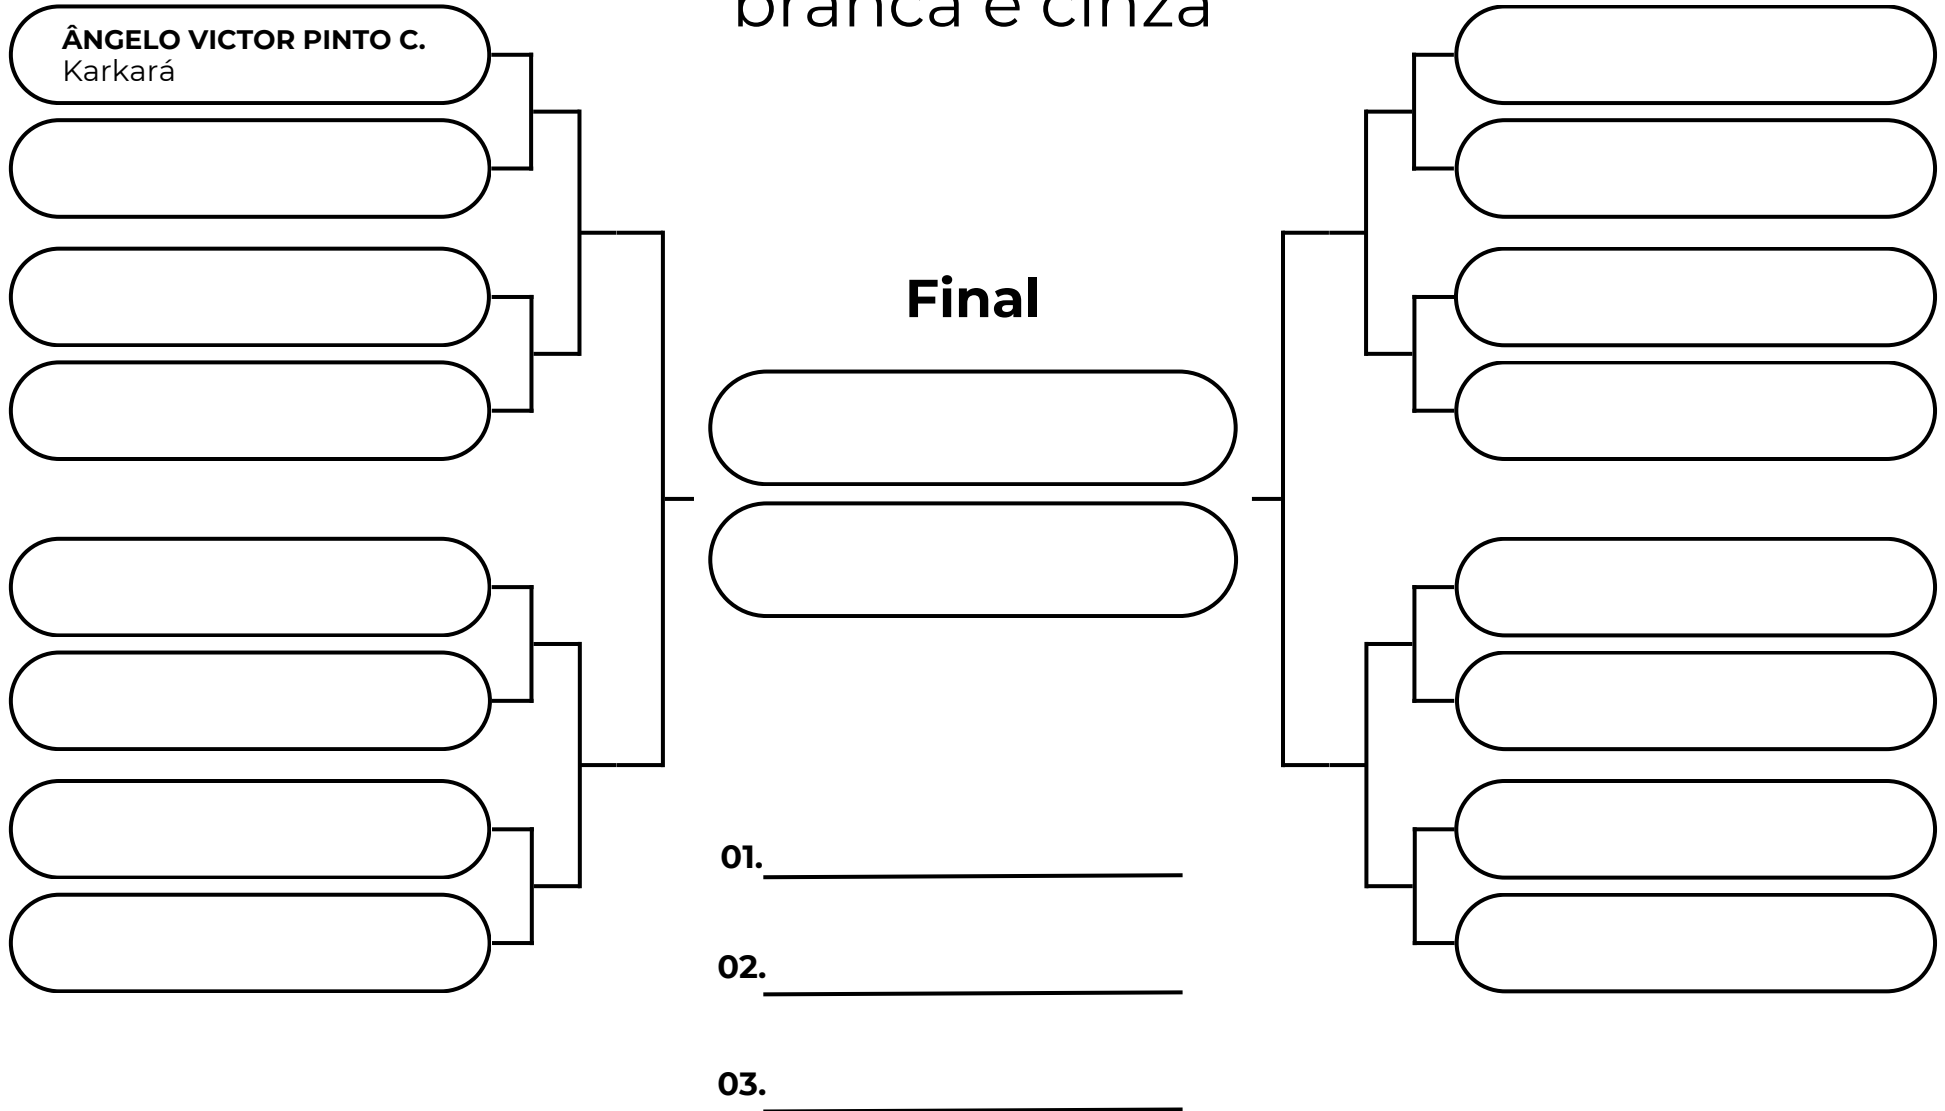 branca e cinza
ÂNGELO VICTOR PINTO C.
Karkará
Final
01.
02.
03.